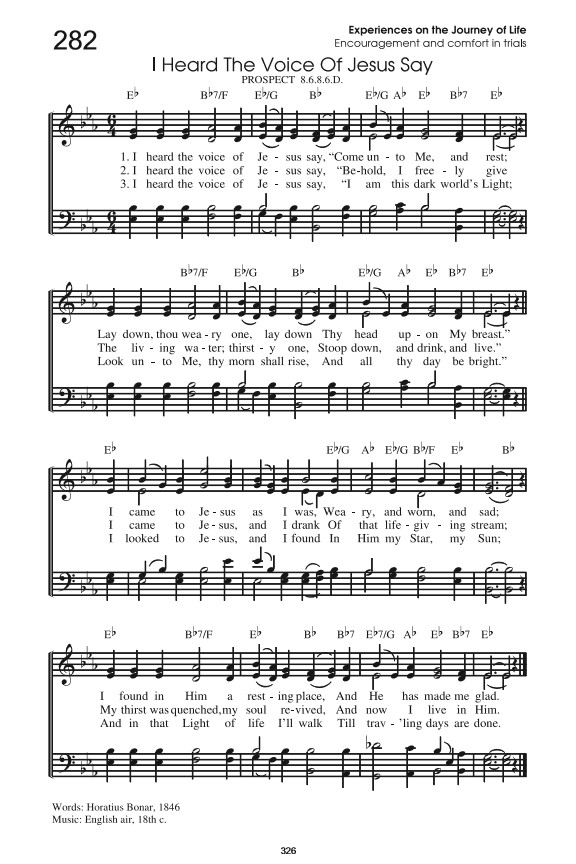 282
Experiences on the Journey of Life
Encouragement and comfort in trials
I Heard The Voice Of Jesus Say
PROSPECT 8.6.8.6.D.
E♭ B♭7/F E♭/G B♭ E♭/G A♭ E♭ B♭7 E♭
1. I heard the voice of Je - sus say, “Come un - to Me, and rest;
2. I heard the voice of Je - sus say, “Be-hold, I free - ly give
3. I heard the voice of Je - sus say, “I am this dark world’s Light;
B♭7/F E♭/G B♭ E♭/G A♭ E♭ B♭7 E♭
Lay down, thou wea - ry one, lay down Thy head up - on My breast.”
The liv - ing wa - ter; thirst - y one, Stoop down, and drink, and live.”
Look un - to Me, thy morn shall rise, And all thy day be bright.”
E♭ E♭/G A♭ E♭/G B♭/F E♭ B♭
I came to Je - sus as I was, Wea - ry, and worn, and sad;
I came to Je - sus, and I drank Of that life - giv - ing stream;
I looked to Je - sus, and I found In Him my Star, my Sun;
E♭ B♭7/F E♭ B♭ B♭7 E♭7/G A♭ E♭ B♭7 E♭
I found in Him a rest - ing place, And He has made me glad.
My thirst was quenched,my soul re - vived, And now I live in Him.
And in that Light of life I’ll walk Till trav - ’ling days are done.
Words: Horatius Bonar, 1846
Music: English air, 18th c.
326